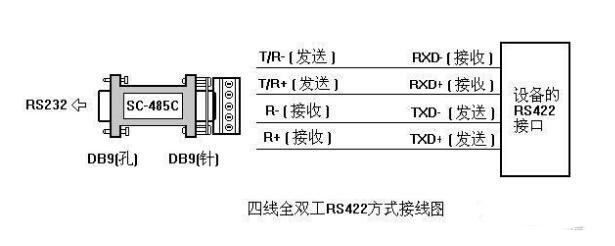 T/R- (发送) RXD- (接收)
T/R+ (发送) RXD+ (接收)
R- (接收) TXD- (发送)
R+ (接收) TXD+ (发送)
RS232
SC-485C
设备的
RS422
接口
DB9(孔) DB9(针)
四线全双工RS422方式接线图